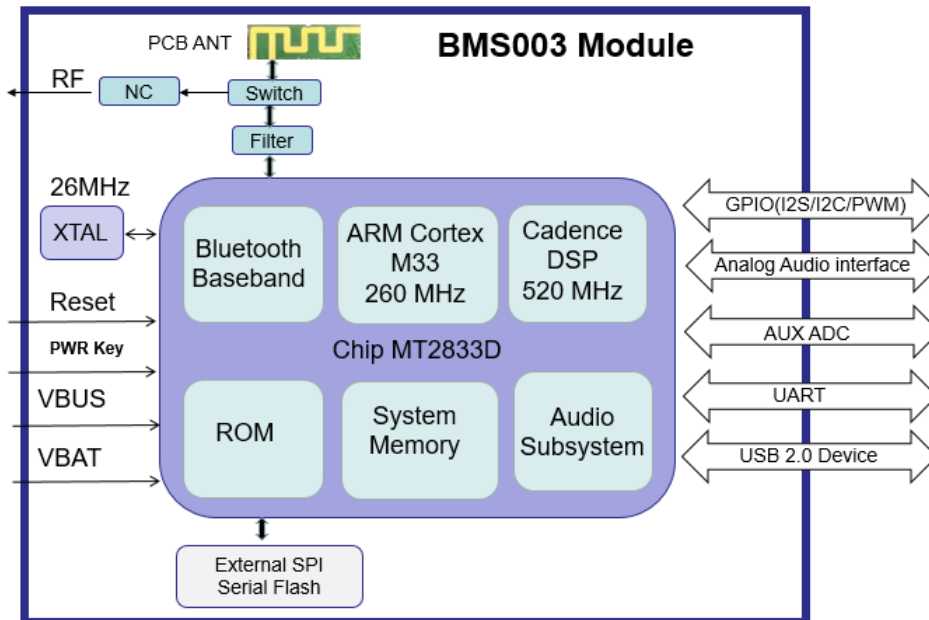 PCB ANT
BMS003 Module
RF
NC
Switch
Filter
26MHz
XTAL
Reset
PWR Key
VBUS
VBAT
Bluetooth
Baseband
ARM Cortex
M33
260 MHz
Cadence
DSP
520 MHz
Chip MT2833D
ROM
System
Memory
Audio
Subsystem
GPIO(I2S/I2C/PWM)
Analog Audio interface
AUX ADC
UART
USB 2.0 Device
External SPI
Serial Flash